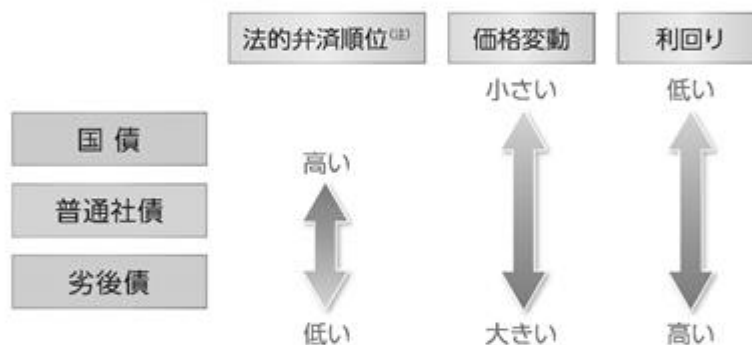 法的弁済順位(注) 価格変動 利回り
小さい 低い
国債
高い
普通社債
劣後債
低い 大きい 高い